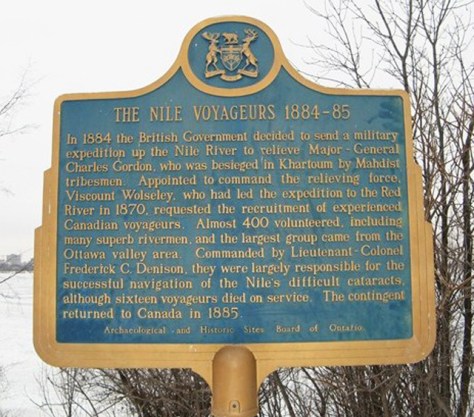 THE NILE VOYAGEURS 1884-85
In 1884 the British Government decided to send a military
expedition up the Nile River to relieve Major-General
Charles Gordon, who was besieged in Khartoum by Mahdist
tribesmen. Appointed to command the relieving force,
Viscount Wolseley, who had led the expedition to the Red
River in 1870, requested the recruitment of experienced
Canadian voyageurs. Almost 400 volunteered, including
many superb rivermen, and the largest group came from the
Ottawa valley area. Commanded by Lieutenant-Colonel
Frederick C. Denison, they were largely responsible for the
successful navigation of the Nile's difficult cataracts,
although sixteen voyageurs died on service. The contingent
returned to Canada in 1885.
Archaeological and Historic Sites Board of Ontario